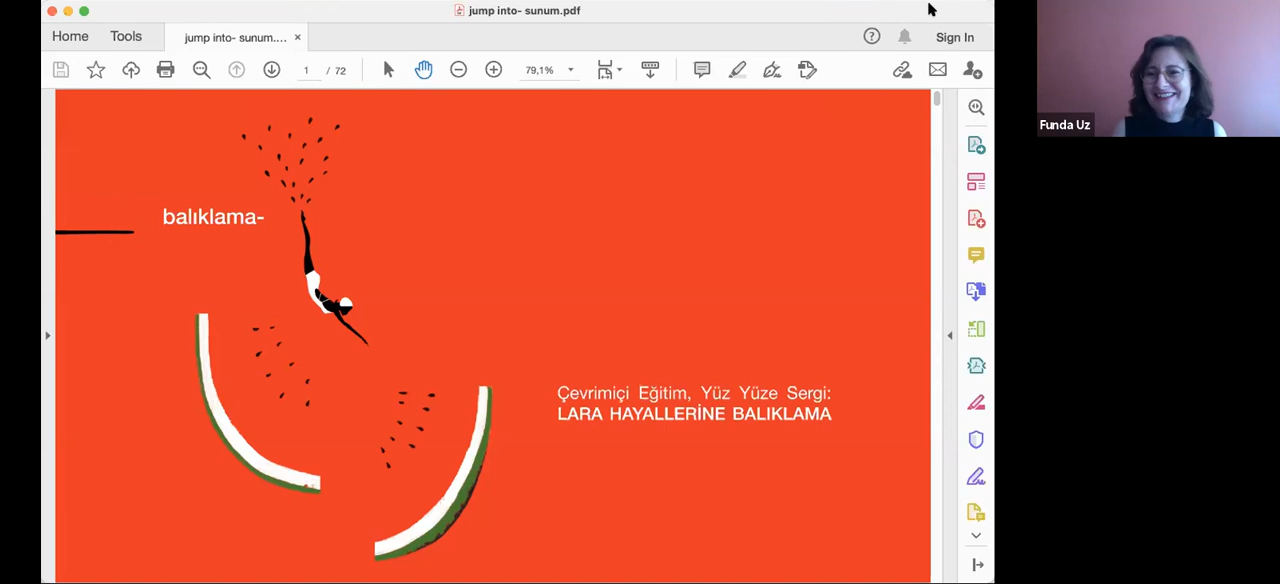 jump into- sunum.pdf
Home
Tools
jump into- sunum....
Sign In
1 / 72
79,1%
balıklama-
Çevrimiçi Eğitim, Yüz Yüze Sergi:
LARA HAYALLERİNE BALIKLAMA
Funda Uz